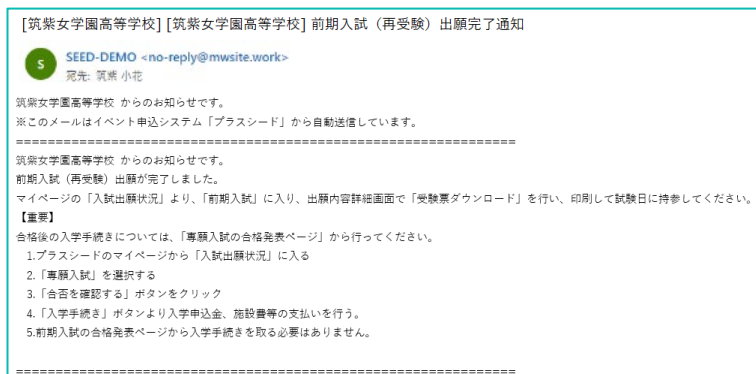 [筑紫女学園高等学校] [筑紫女学園高等学校] 前期入試（再受験）出願完了通知
S
SEED-DEMO <no-reply@mwsite.work>
宛先: 筑紫 小花
筑紫女学園高等学校 からのお知らせです。
※このメールはイベント申込システム「プラスシード」から自動送信しています。
===============================================================
筑紫女学園高等学校 からのお知らせです。
前期入試（再受験）出願が完了しました。
マイページの「入試出願状況」より、「前期入試」に入り、出願内容詳細画面で「受験票ダウンロード」を行い、印刷して試験日に持参してください。
【重要】
合格後の入学手続きについては、「専願入試の合格発表ページ」から行ってください。
1.プラスシードのマイページから「入試出願状況」に入る
2.「専願入試」を選択する
3.「合否を確認する」ボタンをクリック
4.「入学手続き」ボタンより入学申込金、施設費等の支払いを行う。
5.前期入試の合格発表ページから入学手続きを取る必要はありません。
===============================================================